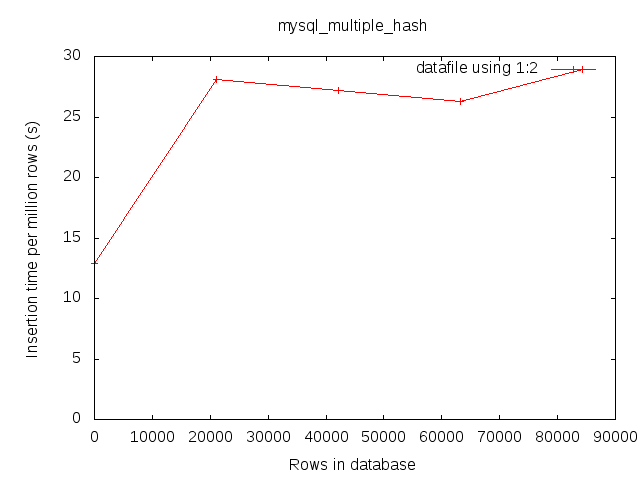 mysql_multiple_hash
30
datafile using 1:2
25
20
15
10
5
0
Insertion time per million rows (s)
0 10000 20000 30000 40000 50000 60000 70000 80000 90000
Rows in database